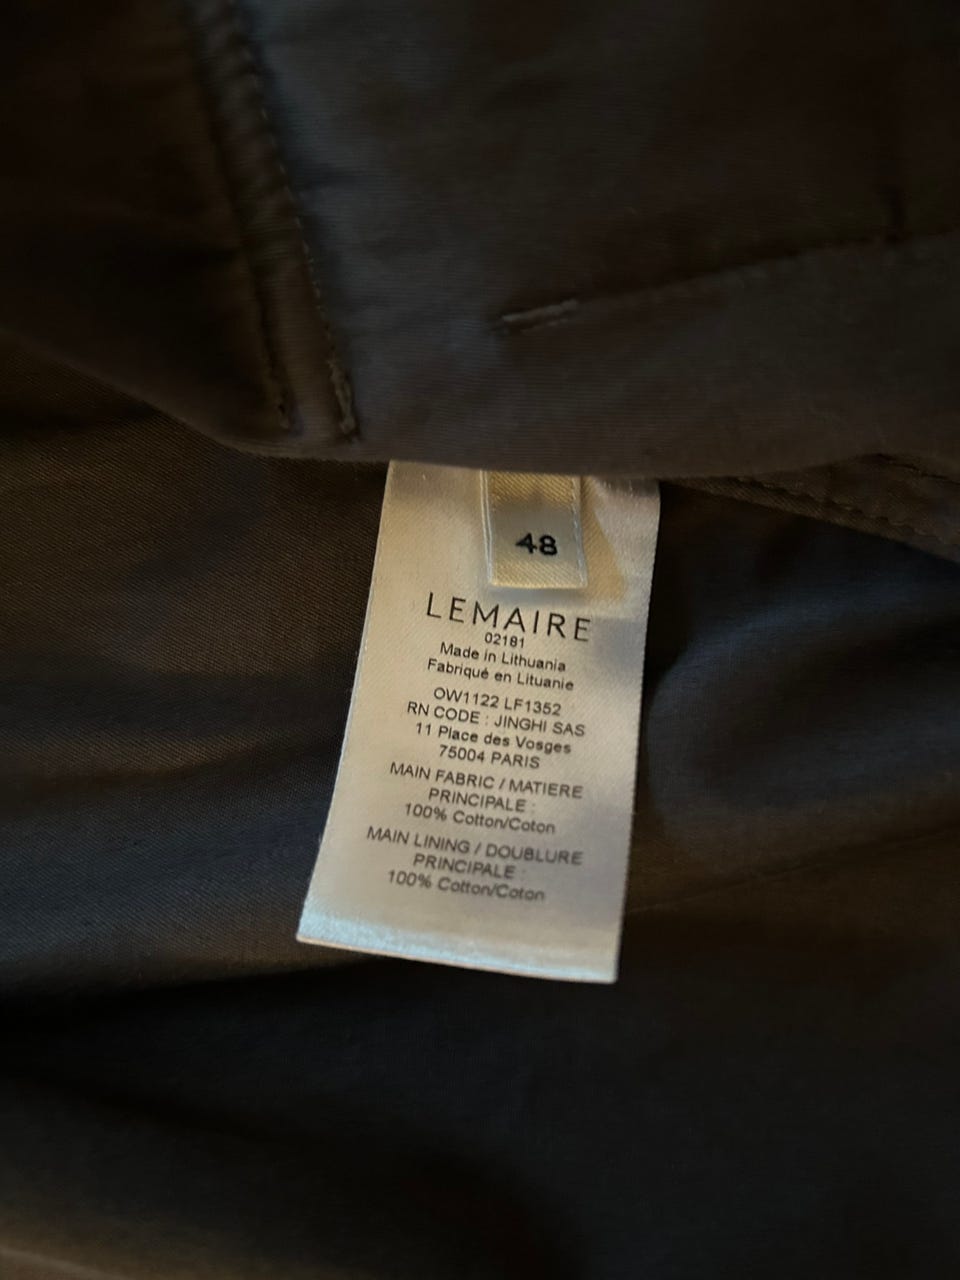 48
LEMAIRE
02181
Made in Lithuania
Fabriqué en Lituanie
OW1122 LF1352
RN CODE : JINGHI SAS
11 Place des Vosges
75004 PARIS
MAIN FABRIC / MATIERE
PRINCIPALE :
100% Cotton/Coton
MAIN LINING / DOUBLURE
PRINCIPALE :
100% Cotton/Coton